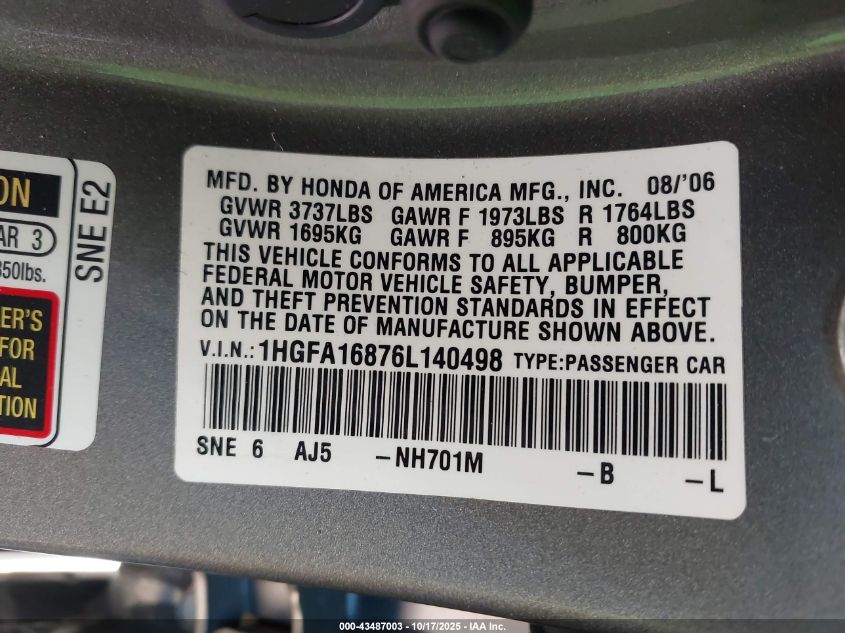 ON
AR 3
850lbs.
ER'S
FOR
AL
TION
SNE E2
MFD. BY HONDA OF AMERICA MFG., INC. 08/'06
GVWR 3737LBS GAWR F 1973LBS R 1764LBS
GVWR 1695KG GAWR F 895KG R 800KG
THIS VEHICLE CONFORMS TO ALL APPLICABLE
FEDERAL MOTOR VEHICLE SAFETY, BUMPER,
AND THEFT PREVENTION STANDARDS IN EFFECT
ON THE DATE OF MANUFACTURE SHOWN ABOVE.
V.I.N.: 1HGFA16876L140498 TYPE:PASSENGER CAR
SNE 6 AJ5 -NH701M -B -L
000-43487003 - 10/17/2025 - IAA Inc.